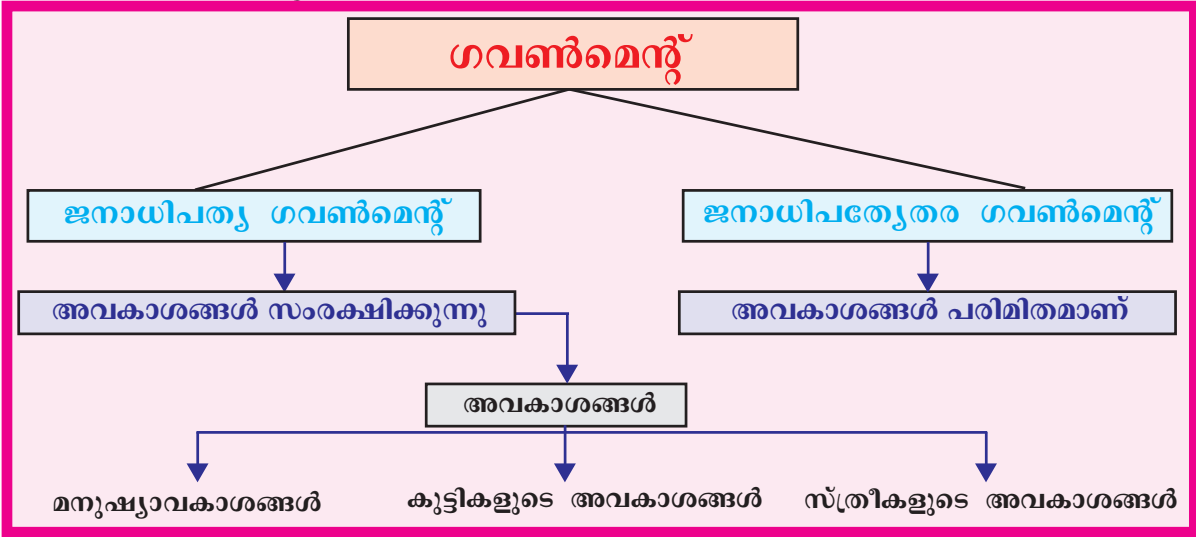 ഗവൺമെന്റ്
ജനാധിപത്യ ഗവൺമെന്റ്
ജനാധിപത്യേതര ഗവൺമെന്റ്
അവകാശങ്ങൾ സംരക്ഷിക്കുന്നു
അവകാശങ്ങൾ പരിമിതമാണ്
അവകാശങ്ങൾ
മനുഷ്യാവകാശങ്ങൾ
കുട്ടികളുടെ അവകാശങ്ങൾ
സ്ത്രീകളുടെ അവകാശങ്ങൾ